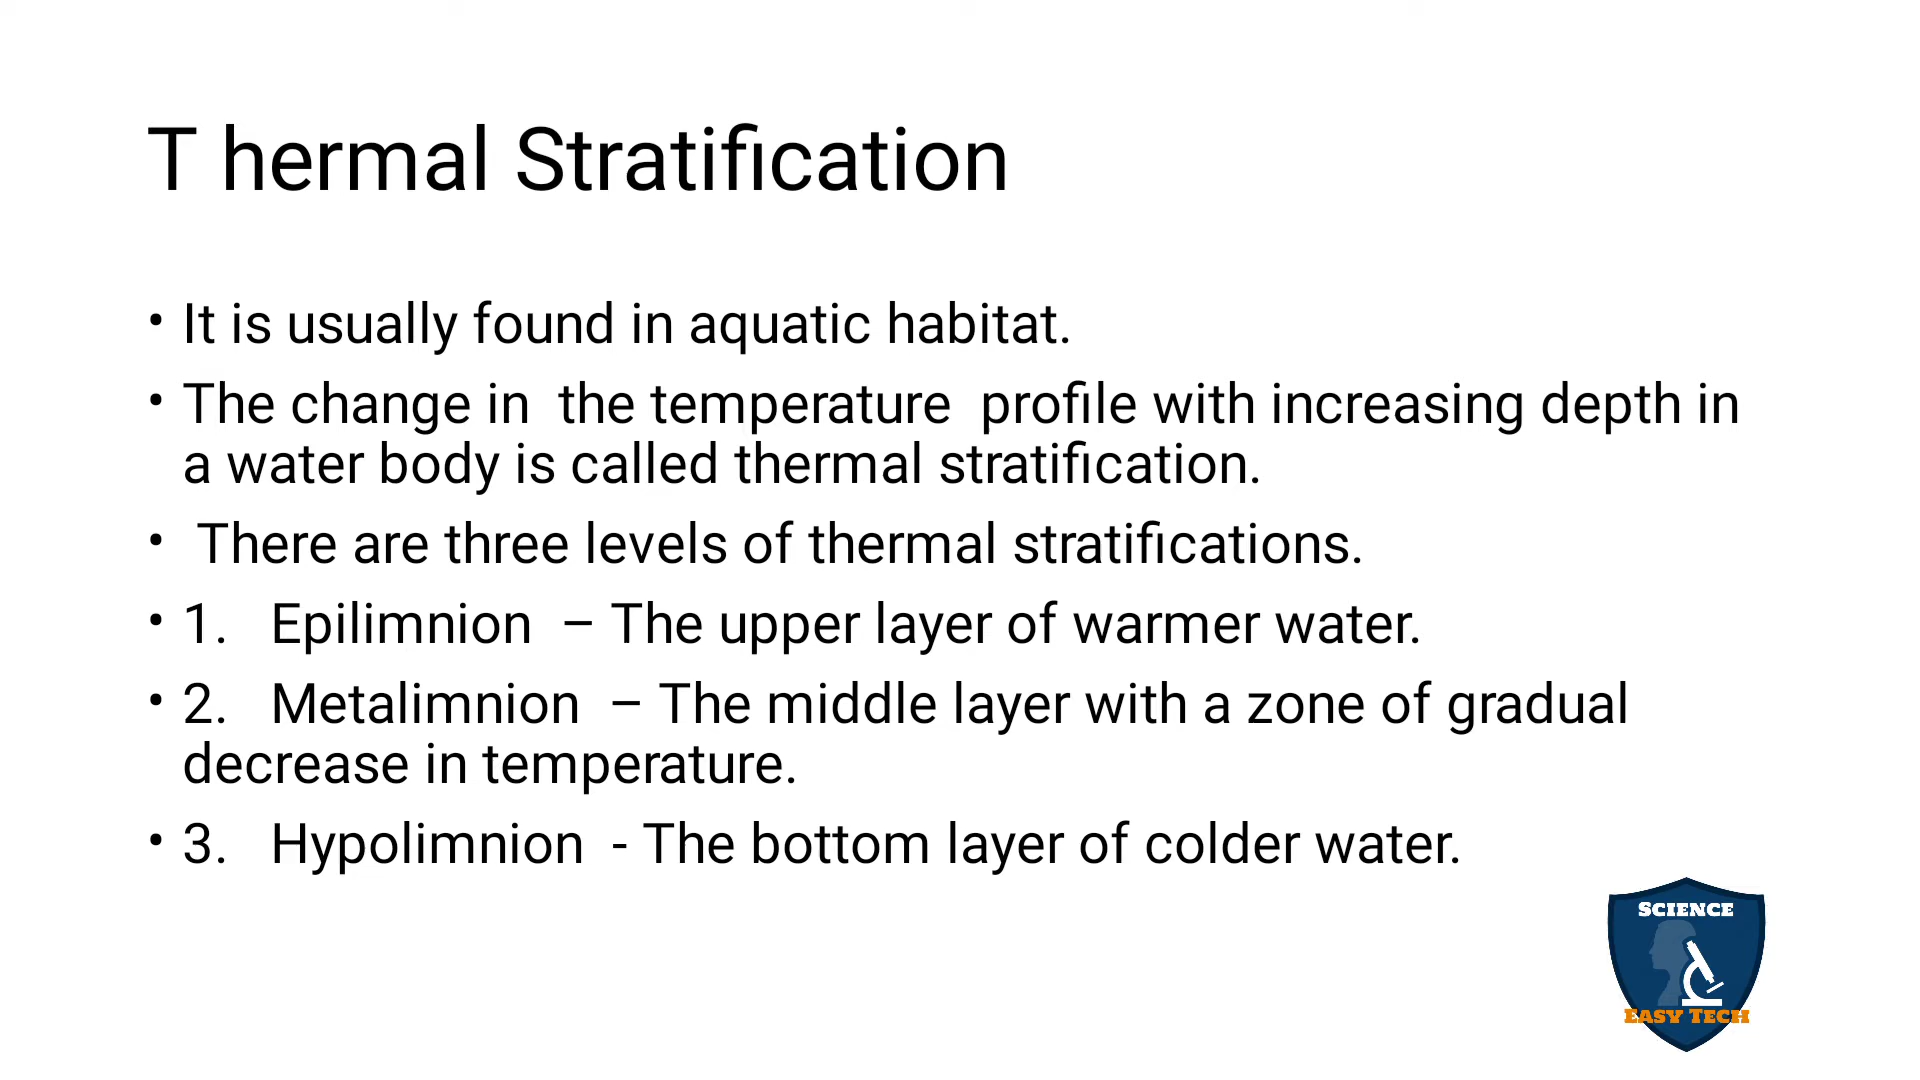 T hermal Stratification
• It is usually found in aquatic habitat.
• The change in  the temperature  profile with increasing depth in
a water body is called thermal stratification.
•  There are three levels of thermal stratifications.
• 1.   Epilimnion  – The upper layer of warmer water.
• 2.   Metalimnion  – The middle layer with a zone of gradual
decrease in temperature.
• 3.   Hypolimnion  - The bottom layer of colder water.
SCIENCE
EASY TECH